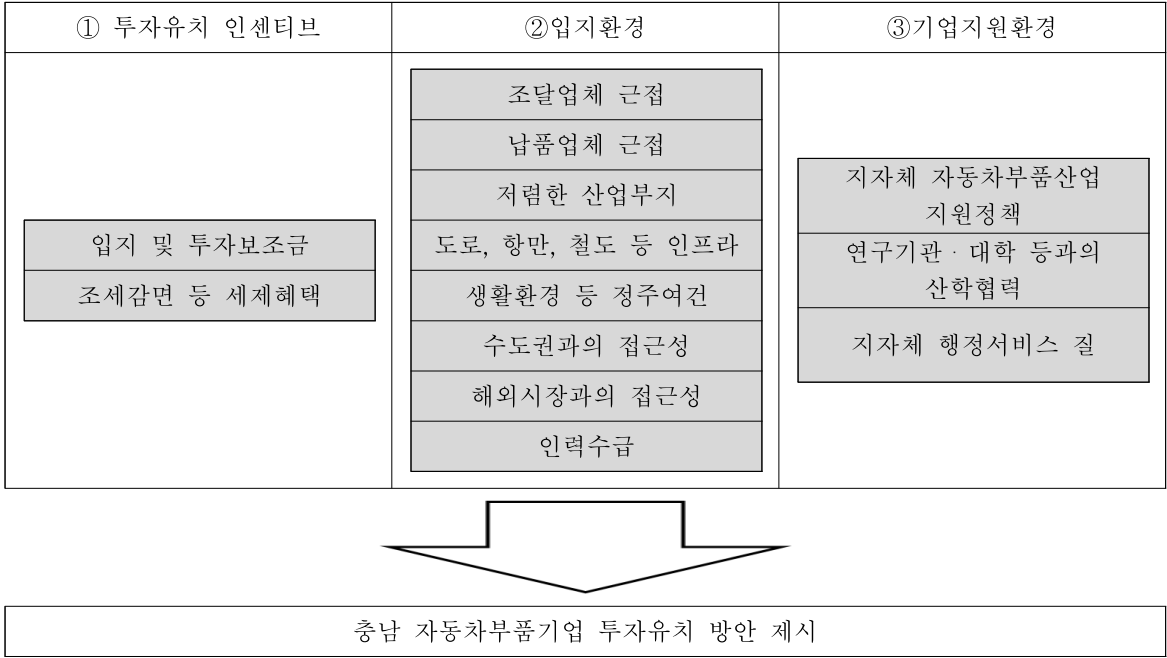 ① 투자유치 인센티브
②입지환경
③기업지원환경
입지 및 투자보조금
조세감면 등 세제혜택
조달업체 근접
납품업체 근접
저렴한 산업부지
도로, 항만, 철도 등 인프라
생활환경 등 정주여건
수도권과의 접근성
해외시장과의 접근성
인력수급
지자체 자동차부품산업
지원정책
연구기관·대학 등과의
산학협력
지자체 행정서비스 질
충남 자동차부품기업 투자유치 방안 제시